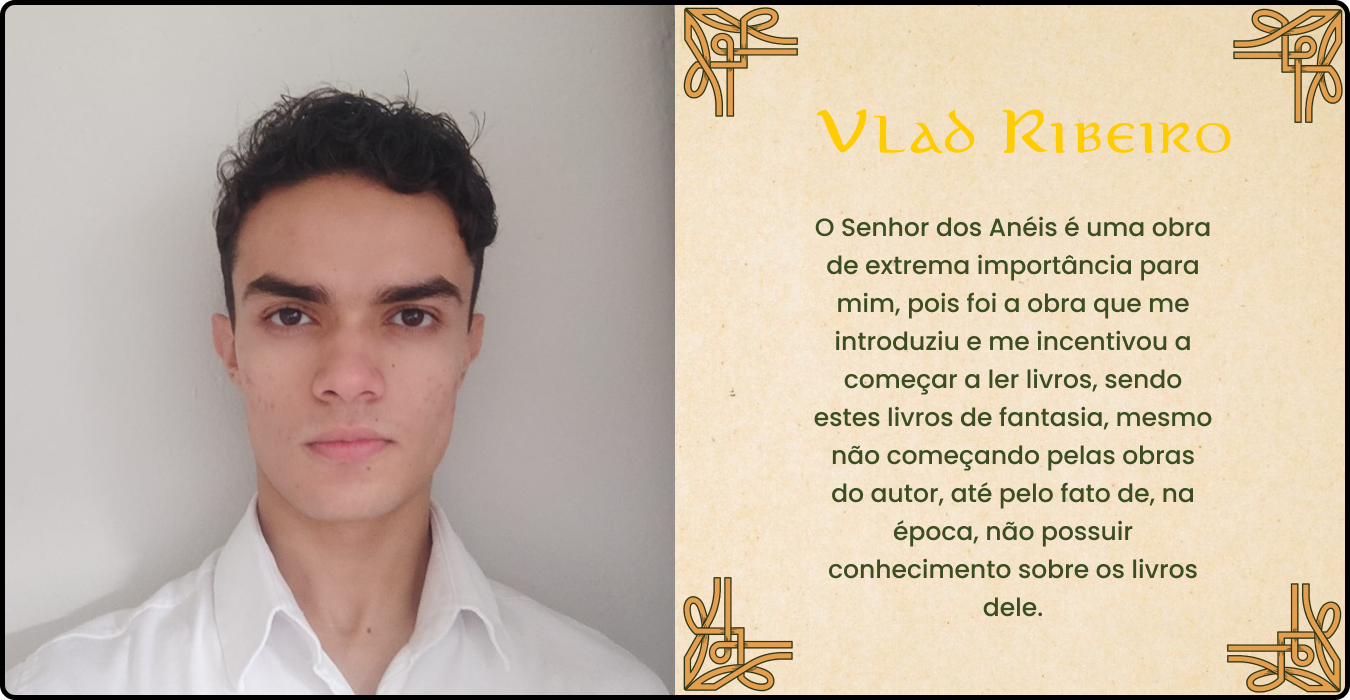 Vlad Ribeiro
O Senhor dos Anéis é uma obra
de extrema importância para
mim, pois foi a obra que me
introduziu e me incentivou a
começar a ler livros, sendo
estes livros de fantasia, mesmo
não começando pelas obras
do autor, até pelo fato de, na
época, não possuir
conhecimento sobre os livros
dele.